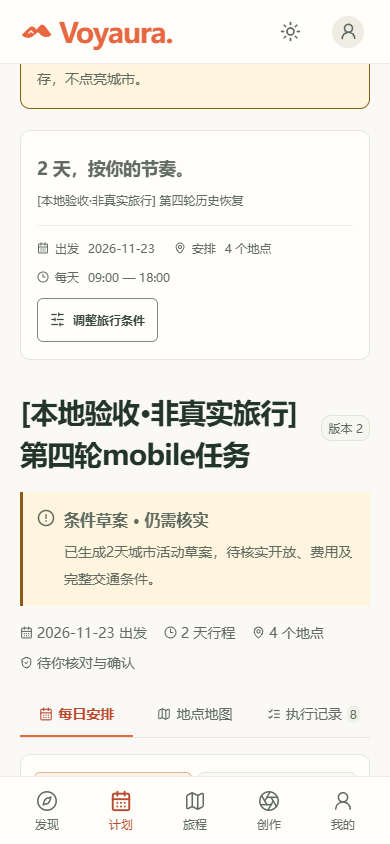 Voyaura.
存，不点亮城市。
2 天，按你的节奏。
[本地验收·非真实旅行] 第四轮历史恢复
出发 2026-11-23 安排 4 个地点
每天 09:00 — 18:00
调整旅行条件
[本地验收·非真实旅行]
第四轮mobile任务
版本 2
条件草案 · 仍需核实
已生成2天城市活动草案，待核实开放、费用及
完整交通条件。
2026-11-23 出发 2 天行程 4 个地点
待你核对与确认
每日安排 地点地图 执行记录 8
发现 计划 旅程 创作 我的